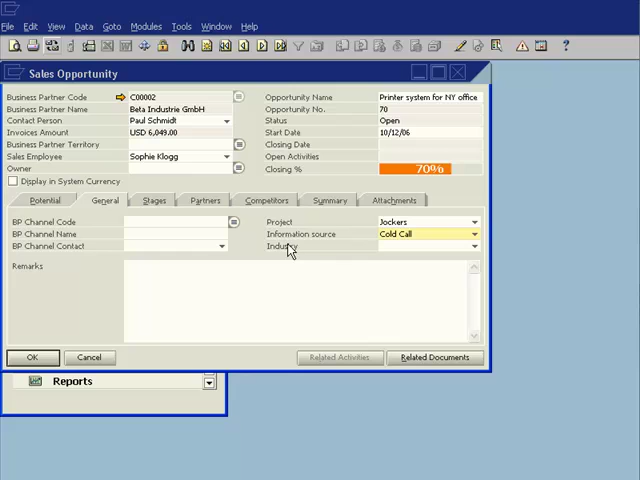 File Edit View Data Goto Modules Tools Window Help
Sales Opportunity
Business Partner Code C00002 Opportunity Name Printer system for NY office
Business Partner Name Beta Industrie GmbH Opportunity No. 70
Contact Person Paul Schmidt Status Open
Invoices Amount USD 6,049.00 Start Date 10/12/06
Business Partner Territory Closing Date
Sales Employee Sophie Klogg Open Activities
Owner Closing % 70%
Display in System Currency
Potential General Stages Partners Competitors Summary Attachments
BP Channel Code Project Jockers
BP Channel Name Information source Cold Call
BP Channel Contact Industry
Remarks
OK Cancel Related Activities Related Documents
Reports